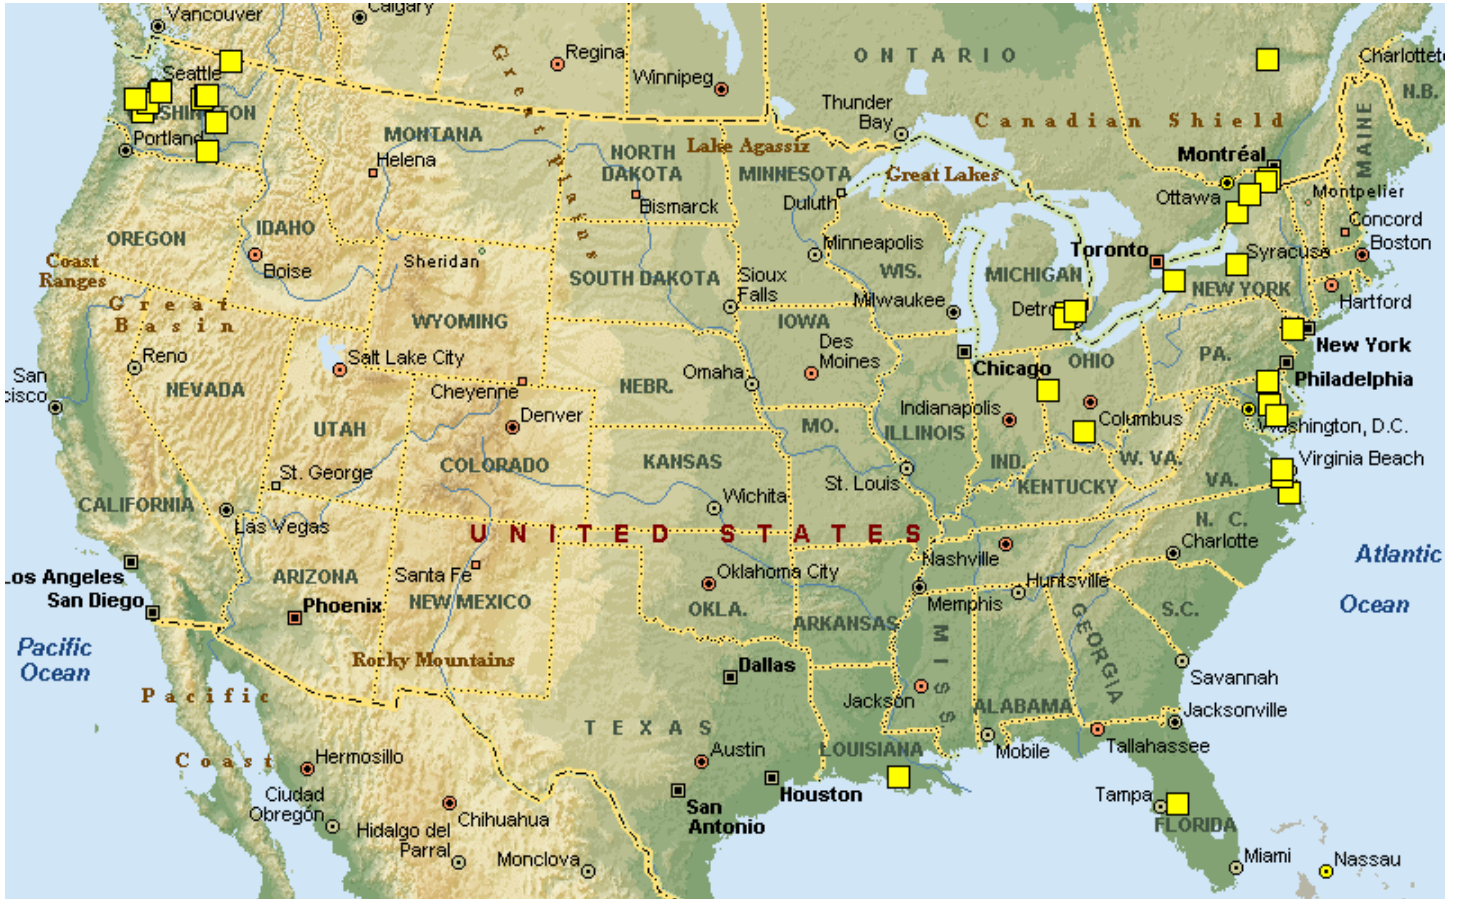 Vancouver
Calgary
Regina
Winnipeg
ONTARIO
Charlottet
N.B.
Seattle
SHINGTON
Portland
MONTANA
Helena
Great Plains
NORTH
DAKOTA
Bismarck
Lake Agassiz
MINNESOTA
Duluth
Thunder
Bay
Canadian Shield
Great Lakes
Montréal
Ottawa
MAINE
Montpelier
Concord
Boston
Hartford
OREGON
IDAHO
Boise
Coast
Ranges
Great
Basin
Sheridan
WYOMING
SOUTH DAKOTA
Sioux
Falls
Minneapolis
WIS.
Milwaukee
MICHIGAN
Detro
Toronto
Syracuse
NEW YORK
New York
Reno
NEVADA
San
cisco
Salt Lake City
Cheyenne
Denver
UTAH
St. George
COLORADO
NEBR.
Omaha
IOWA
Des
Moines
Chicago
OHIO
PA.
Philadelphia
Indianapolis
Columbus
Washington, D.C.
ILLINOIS
IND.
MO.
St. Louis
KANSAS
Wichita
W. VA.
VA.
Virginia Beach
KENTUCKY
CALIFORNIA
Las Vegas
UNITED STATES
N. C.
Charlotte
Nashville
Los Angeles
San Diego
ARIZONA
Phoenix
Santa Fe
NEW MEXICO
Oklahoma City
OKLA.
ARKANSAS
Memphis
Huntsville
S.C.
GEORGIA
Atlantic
Ocean
Pacific
Ocean
Rocky Mountains
Pacific
Coast
Dallas
MISS
Jackson
ALABAMA
Savannah
Jacksonville
TEXAS
Austin
LOUISIANA
Mobile
Tallahassee
Hermosillo
Ciudad
Obregón
Chihuahua
Hidalgo del
Parral
Monclova
San
Antonio
Houston
Tampa
FLORIDA
Miami
Nassau